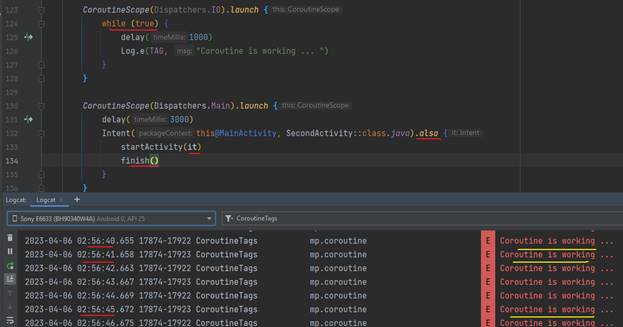 123 CoroutineScope(Dispatchers.IO).launch { this: CoroutineScope
124 while (true) {
125 delay( timeMillis: 1000)
126 Log.e(TAG, msg: "Coroutine is working ... ")
127 }
128 }
129
130 CoroutineScope(Dispatchers.Main).launch { this: CoroutineScope
131 delay( timeMillis: 3000)
132 Intent( packageContext: this@MainActivity, SecondActivity::class.java).also { it: Intent
133 startActivity(it)
134 finish()
135 }
136 }
Logcat: Logcat × +
Sony E6633 (BH90340W4A) Android 0, API 25 CoroutineTags
2023-04-06 02:56:40.655 17874-17922 CoroutineTags mp.coroutine E Coroutine is working ...
2023-04-06 02:56:41.658 17874-17923 CoroutineTags mp.coroutine E Coroutine is working ...
2023-04-06 02:56:42.663 17874-17922 CoroutineTags mp.coroutine E Coroutine is working ...
2023-04-06 02:56:43.667 17874-17922 CoroutineTags mp.coroutine E Coroutine is working ...
2023-04-06 02:56:44.669 17874-17922 CoroutineTags mp.coroutine E Coroutine is working ...
2023-04-06 02:56:45.672 17874-17923 CoroutineTags mp.coroutine E Coroutine is working ...
2023-04-06 02:56:46.675 17874-17923 CoroutineTags mp.coroutine E Coroutine is working ...